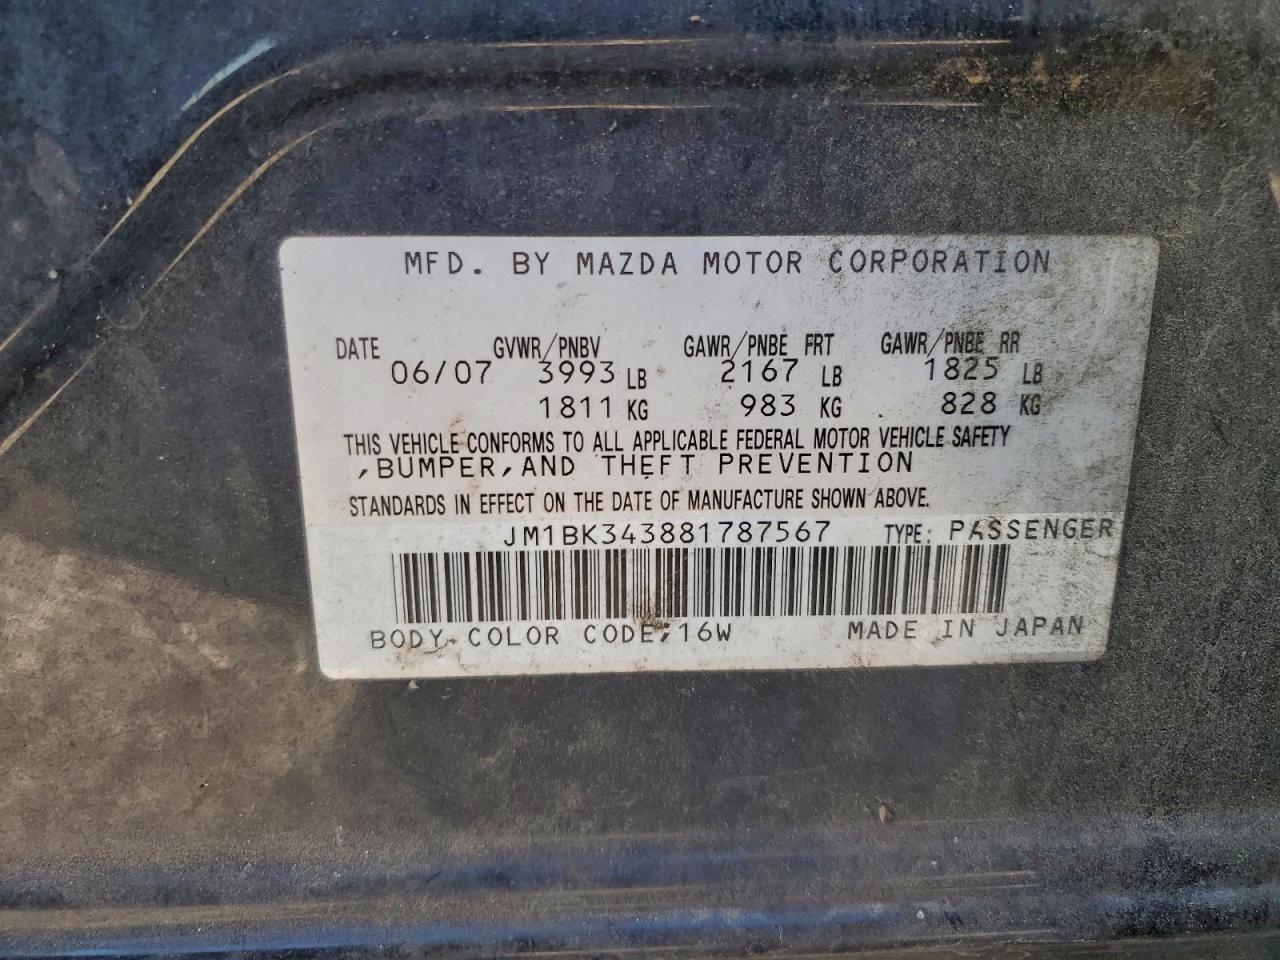 MFD. BY MAZDA MOTOR CORPORATION
DATE GVWR/PNBV GAWR/PNBE FRT GAWR/PNBE RR
06/07 3993 LB 2167 LB 1825 LB
1811 KG 983 KG 828 KG
THIS VEHICLE CONFORMS TO ALL APPLICABLE FEDERAL MOTOR VEHICLE SAFETY
,BUMPER,AND THEFT PREVENTION
STANDARDS IN EFFECT ON THE DATE OF MANUFACTURE SHOWN ABOVE.
JM1BK343881787567 TYPE: PASSENGER
BODY COLOR CODE:16W MADE IN JAPAN